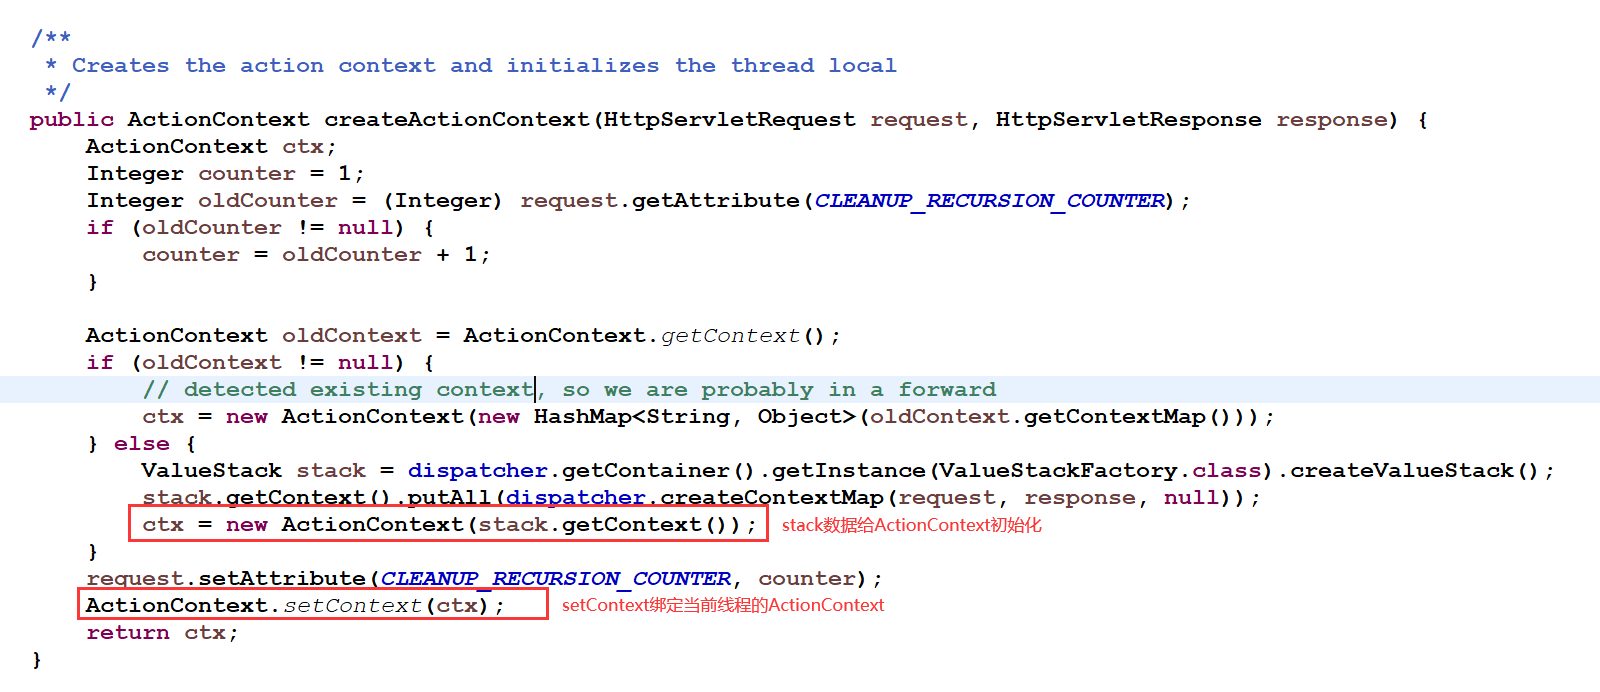 /**
 * Creates the action context and initializes the thread local
 */
public ActionContext createActionContext(HttpServletRequest request, HttpServletResponse response) {
    ActionContext ctx;
    Integer counter = 1;
    Integer oldCounter = (Integer) request.getAttribute(CLEANUP_RECURSION_COUNTER);
    if (oldCounter != null) {
        counter = oldCounter + 1;
    }
    ActionContext oldContext = ActionContext.getContext();
    if (oldContext != null) {
        // detected existing context, so we are probably in a forward
        ctx = new ActionContext(new HashMap<String, Object>(oldContext.getContextMap()));
    } else {
        ValueStack stack = dispatcher.getContainer().getInstance(ValueStackFactory.class).createValueStack();
        stack.getContext().putAll(dispatcher.createContextMap(request, response, null));
        ctx = new ActionContext(stack.getContext()); stack数据给ActionContext初始化
    }
    request.setAttribute(CLEANUP_RECURSION_COUNTER, counter);
    ActionContext.setContext(ctx); setContext绑定当前线程的ActionContext
    return ctx;
}